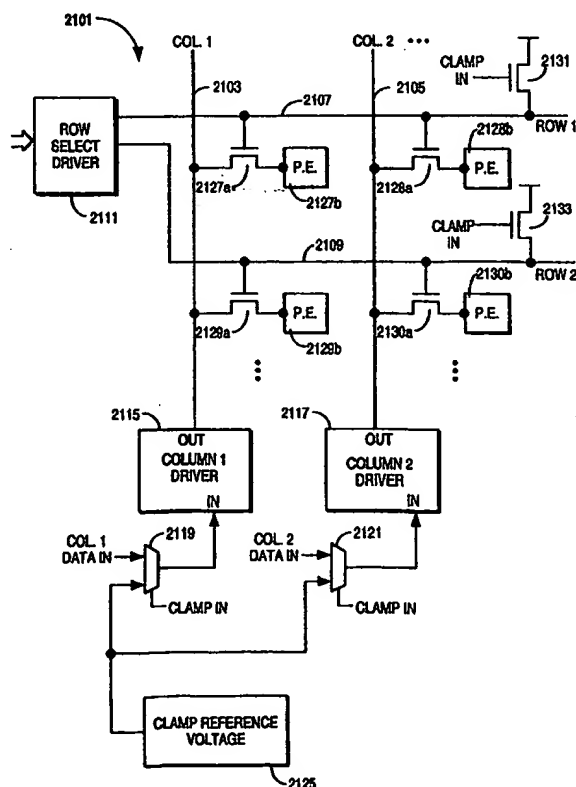 2101
COL. 1
COL. 2 •••
CLAMP IN
2131
2103
2107
2105
ROW 1
ROW SELECT DRIVER
2111
2127a
P.E.
2127b
2128a
2128b
P.E.
CLAMP IN
2133
2109
ROW 2
2129a
P.E.
2129b
2130a
2130b
P.E.
2115
OUT
COLUMN 1 DRIVER
IN
2117
OUT
COLUMN 2 DRIVER
IN
COL. 1 DATA IN
2119
CLAMP IN
COL. 2 DATA IN
2121
CLAMP IN
CLAMP REFERENCE VOLTAGE
2125